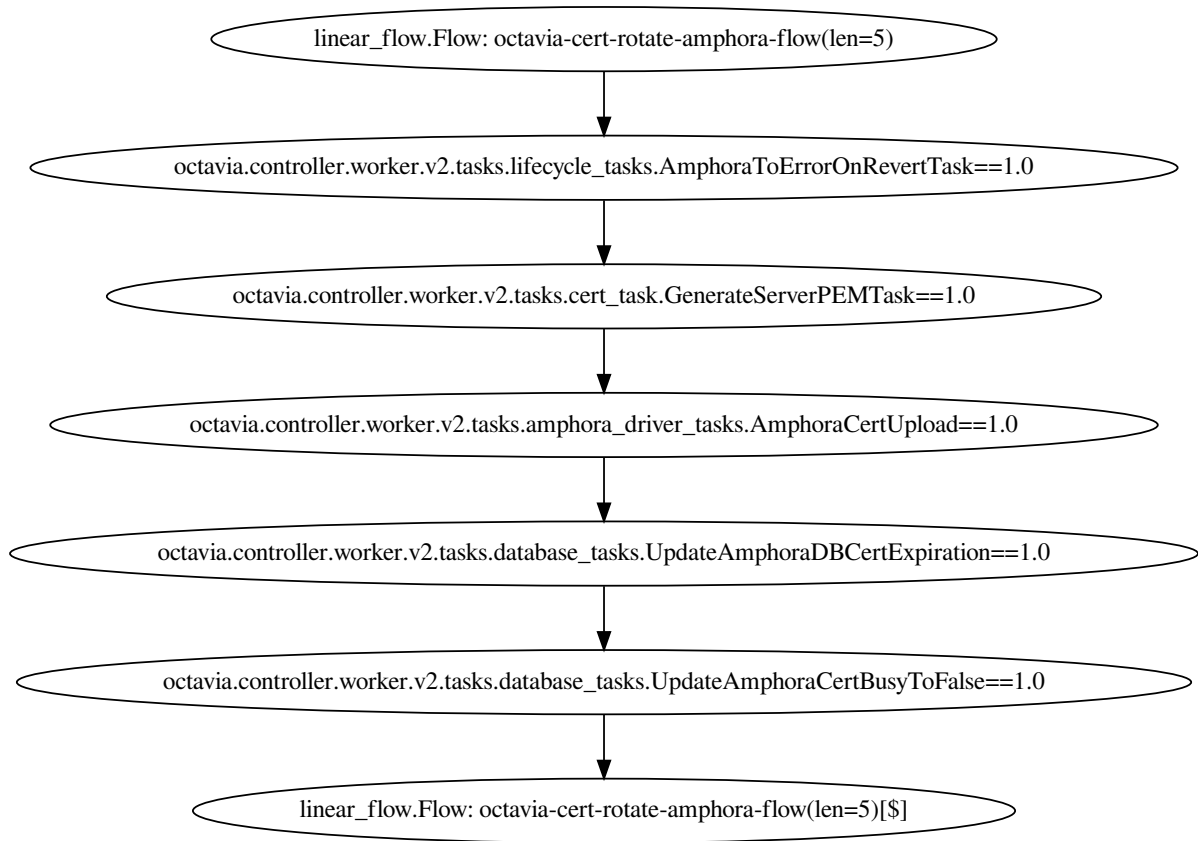 linear_flow.Flow: octavia-cert-rotate-amphora-flow(len=5)
octavia.controller.worker.v2.tasks.lifecycle_tasks.AmphoraToErrorOnRevertTask==1.0
octavia.controller.worker.v2.tasks.cert_task.GenerateServerPEMTask==1.0
octavia.controller.worker.v2.tasks.amphora_driver_tasks.AmphoraCertUpload==1.0
octavia.controller.worker.v2.tasks.database_tasks.UpdateAmphoraDBCertExpiration==1.0
octavia.controller.worker.v2.tasks.database_tasks.UpdateAmphoraCertBusyToFalse==1.0
linear_flow.Flow: octavia-cert-rotate-amphora-flow(len=5)[$]